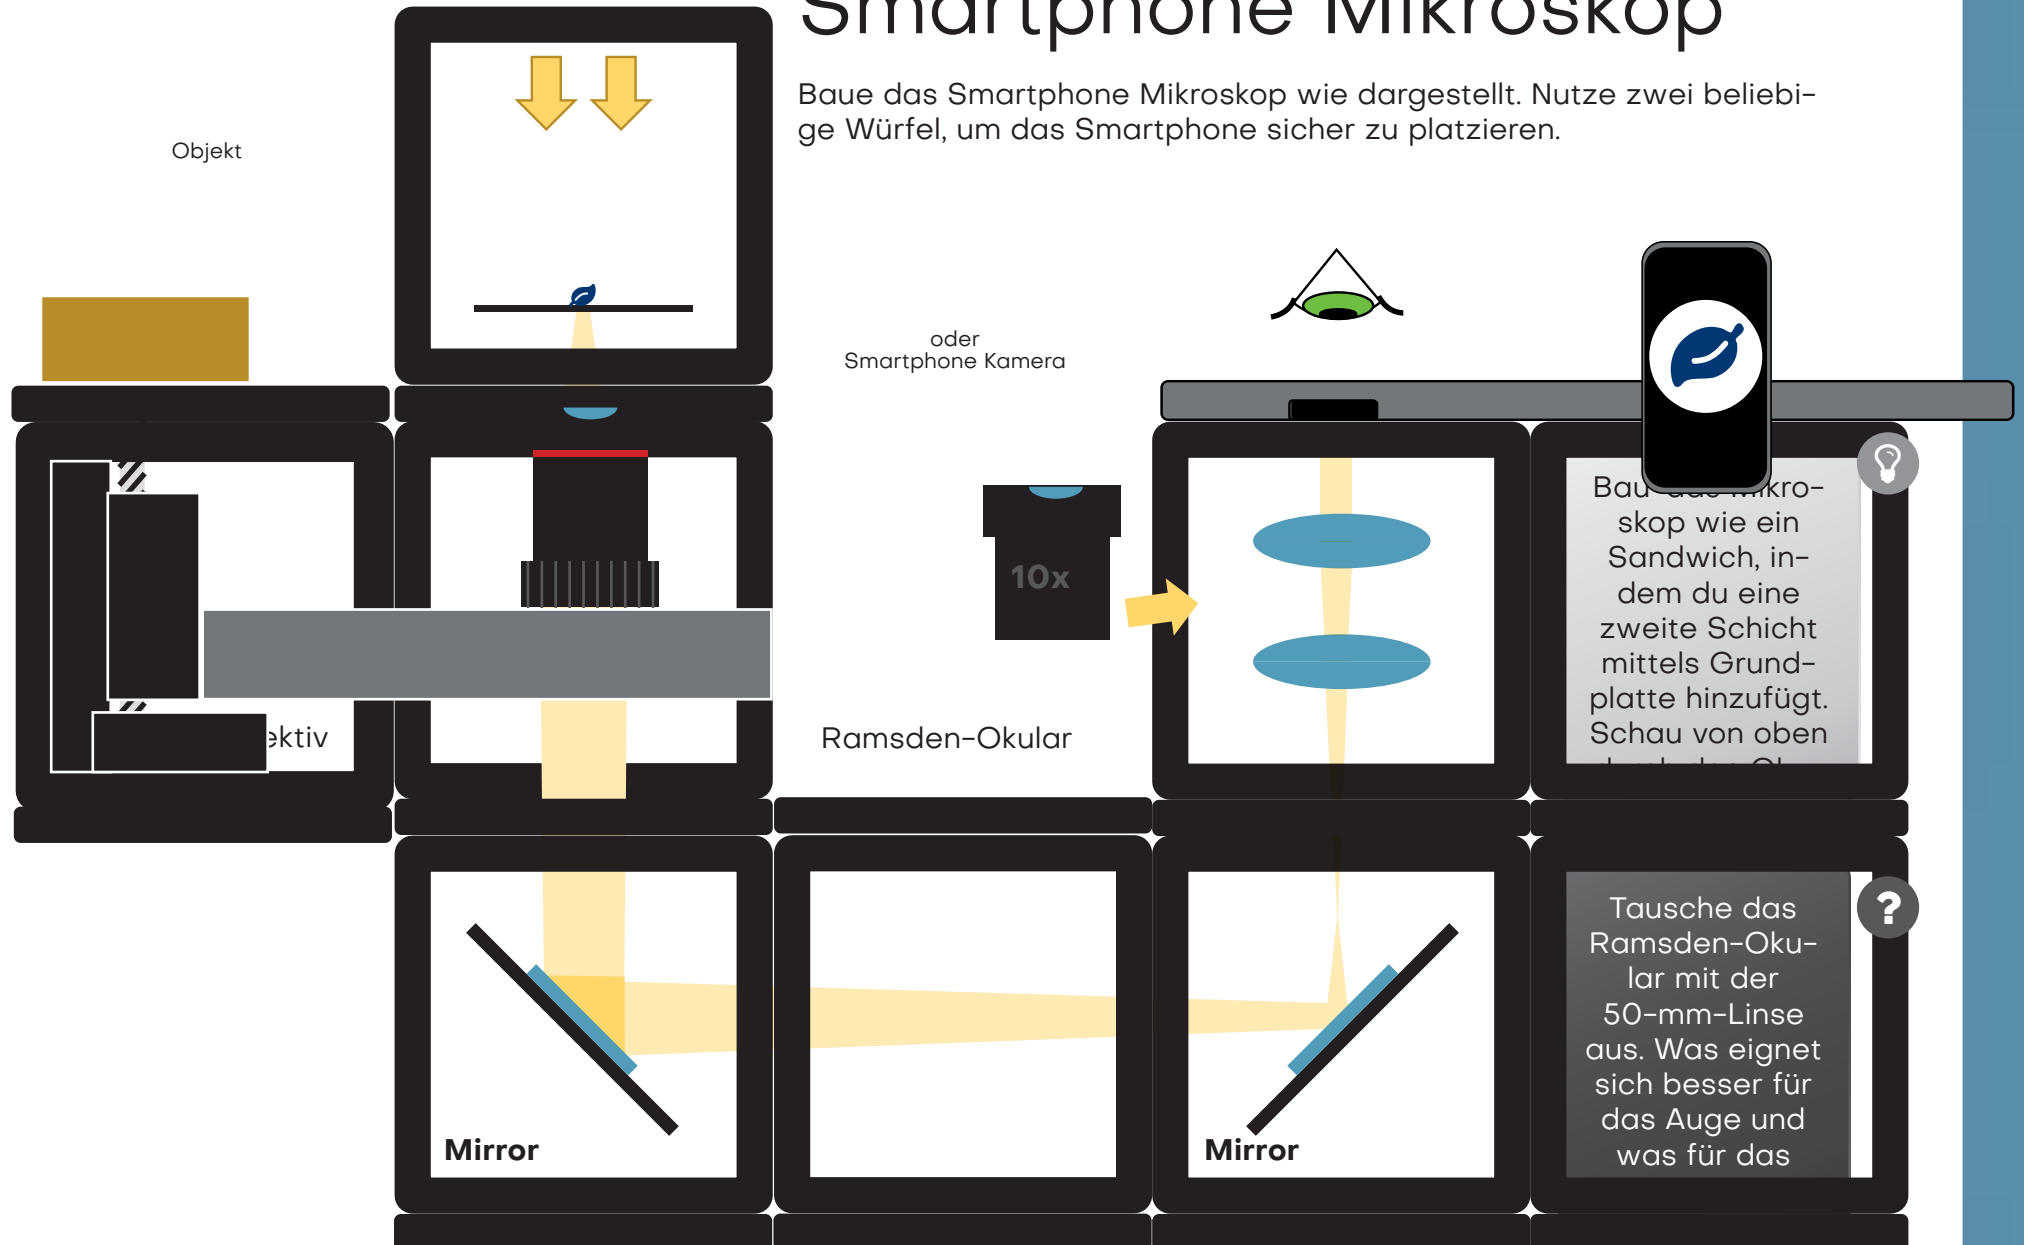 Smartphone Mikroskop
Baue das Smartphone Mikroskop wie dargestellt. Nutze zwei beliebi-
ge Würfel, um das Smartphone sicher zu platzieren.
Objekt
oder
Smartphone Kamera
10x
ektiv
Ramsden-Okular
Bau das Mikro-
skop wie ein
Sandwich, in-
dem du eine
zweite Schicht
mittels Grund-
platte hinzufügt.
Schau von oben
Mirror
Mirror
?
Tausche das
Ramsden-Oku-
lar mit der
50-mm-Linse
aus. Was eignet
sich besser für
das Auge und
was für das